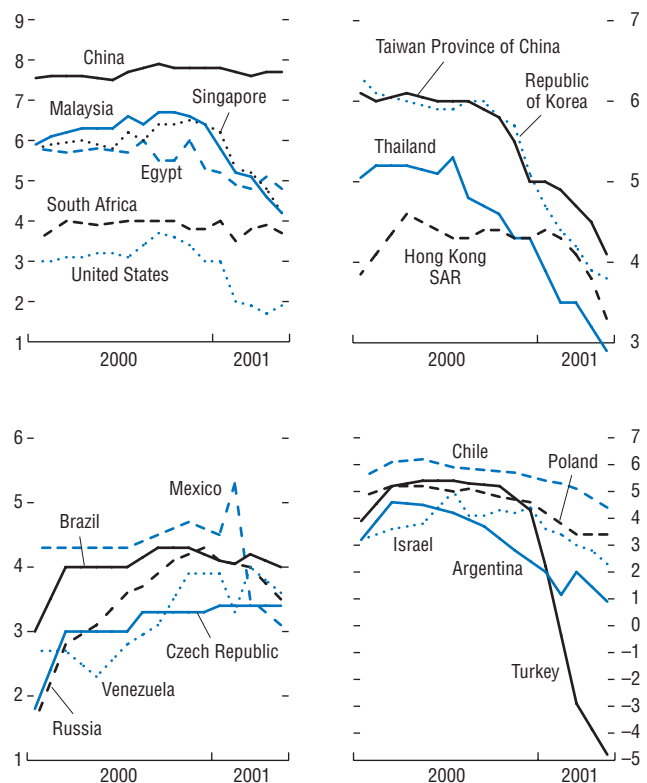 9
8
7
6
5
4
3
2
1
China
Malaysia
Singapore
Egypt
South Africa
United States
2000
2001
7
6
5
4
3
Taiwan Province of China
Republic
of Korea
Thailand
Hong Kong
SAR
2000
2001
6
5
4
3
2
1
Mexico
Brazil
Czech Republic
Venezuela
Russia
2000
2001
7
6
5
4
3
2
1
0
–1
–2
–3
–4
–5
Chile
Poland
Israel
Argentina
Turkey
2000
2001